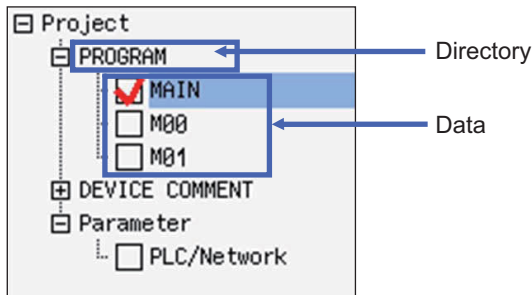 Project
PROGRAM
Directory
MAIN
M00
Data
M01
DEVICE COMMENT
Parameter
PLC/Network